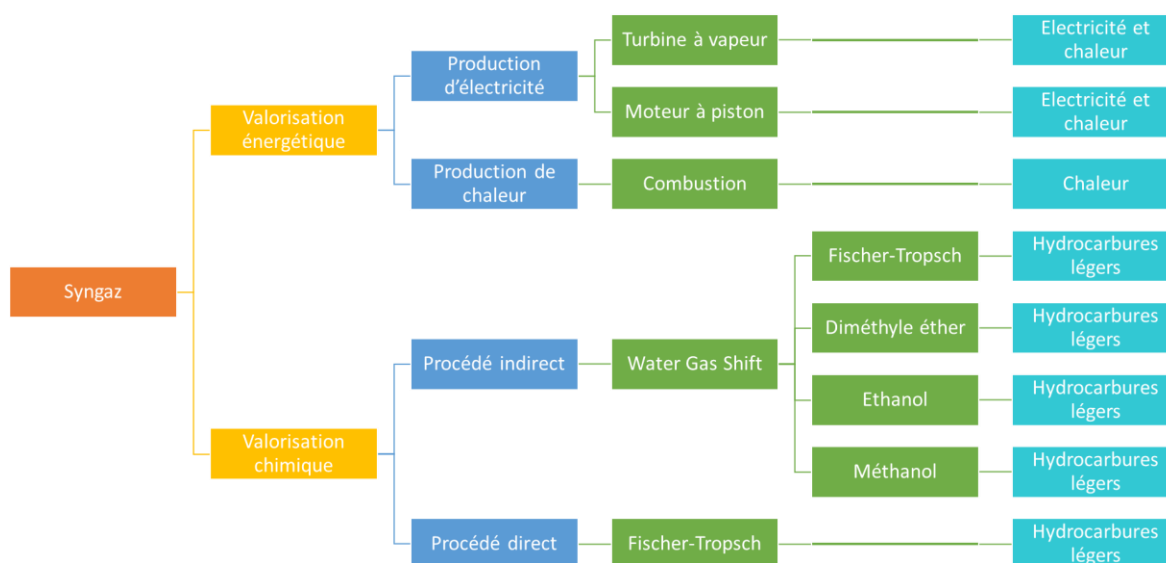 Turbine à vapeur
Electricité et
chaleur
Production
d'électricité
Valorisation
énergétique
Moteur à piston
Electricité et
chaleur
Production de
chaleur
Combustion
Chaleur
Syngaz
Fischer-Tropsch
Hydrocarbures
légers
Diméthyle éther
Hydrocarbures
légers
Procédé indirect
Water Gas Shift
Ethanol
Hydrocarbures
légers
Valorisation
chimique
Méthanol
Hydrocarbures
légers
Procédé direct
Fischer-Tropsch
Hydrocarbures
légers